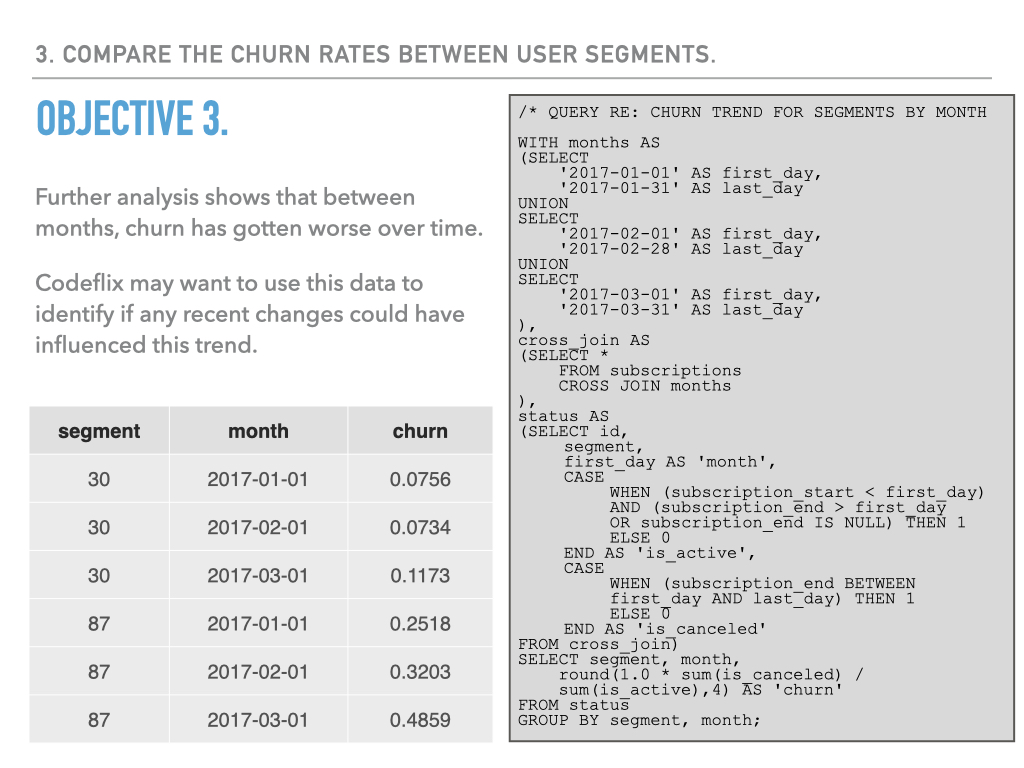 3. COMPARE THE CHURN RATES BETWEEN USER SEGMENTS.
OBJECTIVE 3.
Further analysis shows that between
months, churn has gotten worse over time.
Codeflix may want to use this data to
identify if any recent changes could have
influenced this trend.
segment month churn
30 2017-01-01 0.0756
30 2017-02-01 0.0734
30 2017-03-01 0.1173
87 2017-01-01 0.2518
87 2017-02-01 0.3203
87 2017-03-01 0.4859
/* QUERY RE: CHURN TREND FOR SEGMENTS BY MONTH
WITH months AS
(SELECT
'2017-01-01' AS first_day,
'2017-01-31' AS last_day
UNION
SELECT
'2017-02-01' AS first_day,
'2017-02-28' AS last_day
UNION
SELECT
'2017-03-01' AS first_day,
'2017-03-31' AS last_day
),
cross_join AS
(SELECT *
FROM subscriptions
CROSS JOIN months
),
status AS
(SELECT id,
segment,
first_day AS 'month',
CASE
WHEN (subscription_start < first_day)
AND (subscription_end > first_day
OR subscription_end IS NULL) THEN 1
ELSE 0
END AS 'is_active',
CASE
WHEN (subscription_end BETWEEN
first_day AND last_day) THEN 1
ELSE 0
END AS 'is_canceled'
FROM cross_join)
SELECT segment, month,
round(1.0 * sum(is_canceled) /
sum(is_active),4) AS 'churn'
FROM status
GROUP BY segment, month;